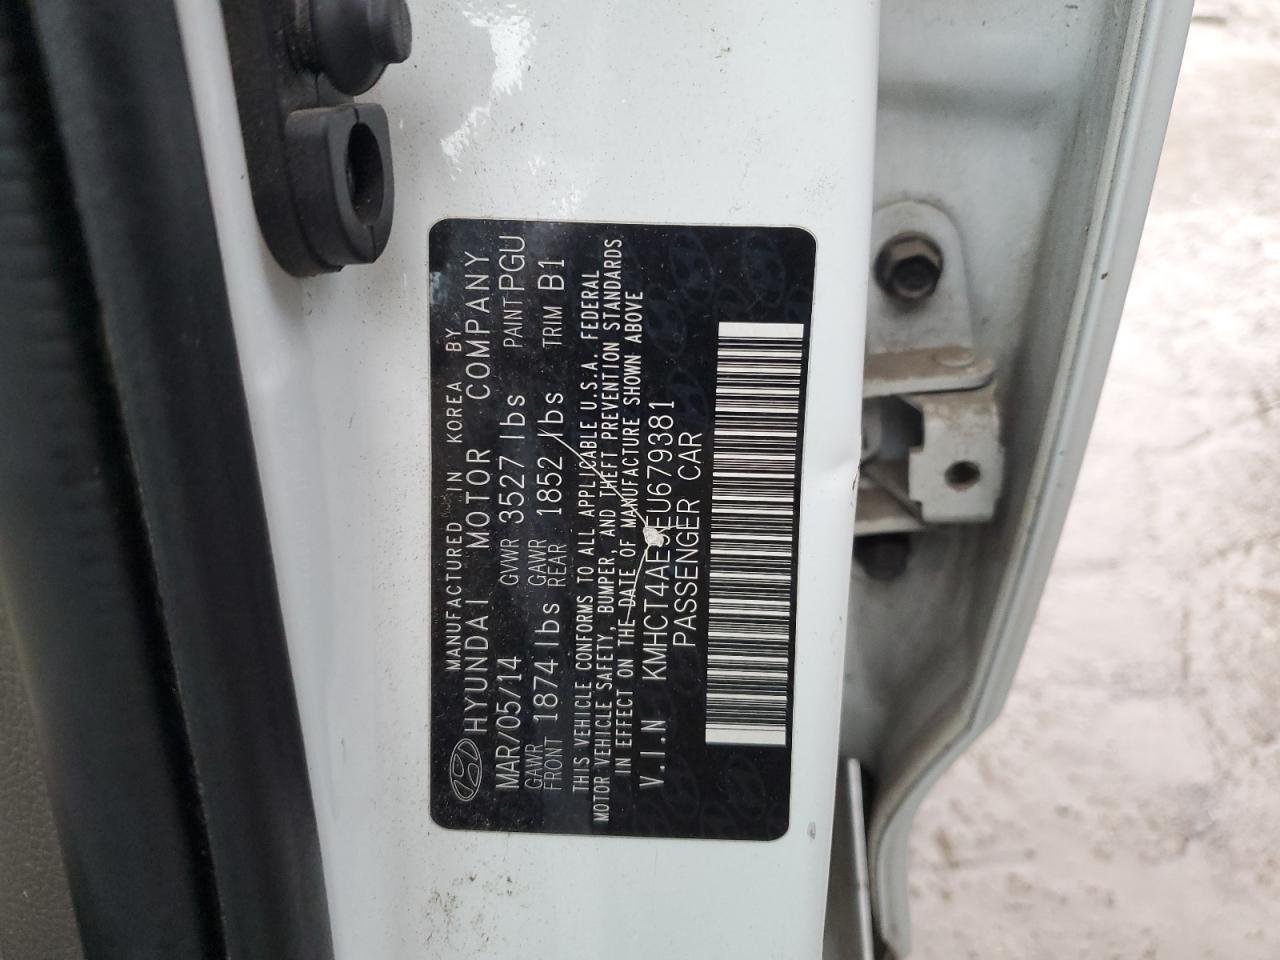 MANUFACTURED IN KOREA BY
HYUNDAI MOTOR COMPANY
MAR/05/14 GVWR 3527 lbs PAINT PGU
GAWR FRONT 1874 lbs GAWR REAR 1852 lbs TRIM B1
THIS VEHICLE CONFORMS TO ALL APPLICABLE U.S.A. FEDERAL
MOTOR VEHICLE SAFETY, BUMPER, AND THEFT PREVENTION STANDARDS
IN EFFECT ON THE DATE OF MANUFACTURE SHOWN ABOVE
V.I.N KMHCT4AE9EU679381
PASSENGER CAR